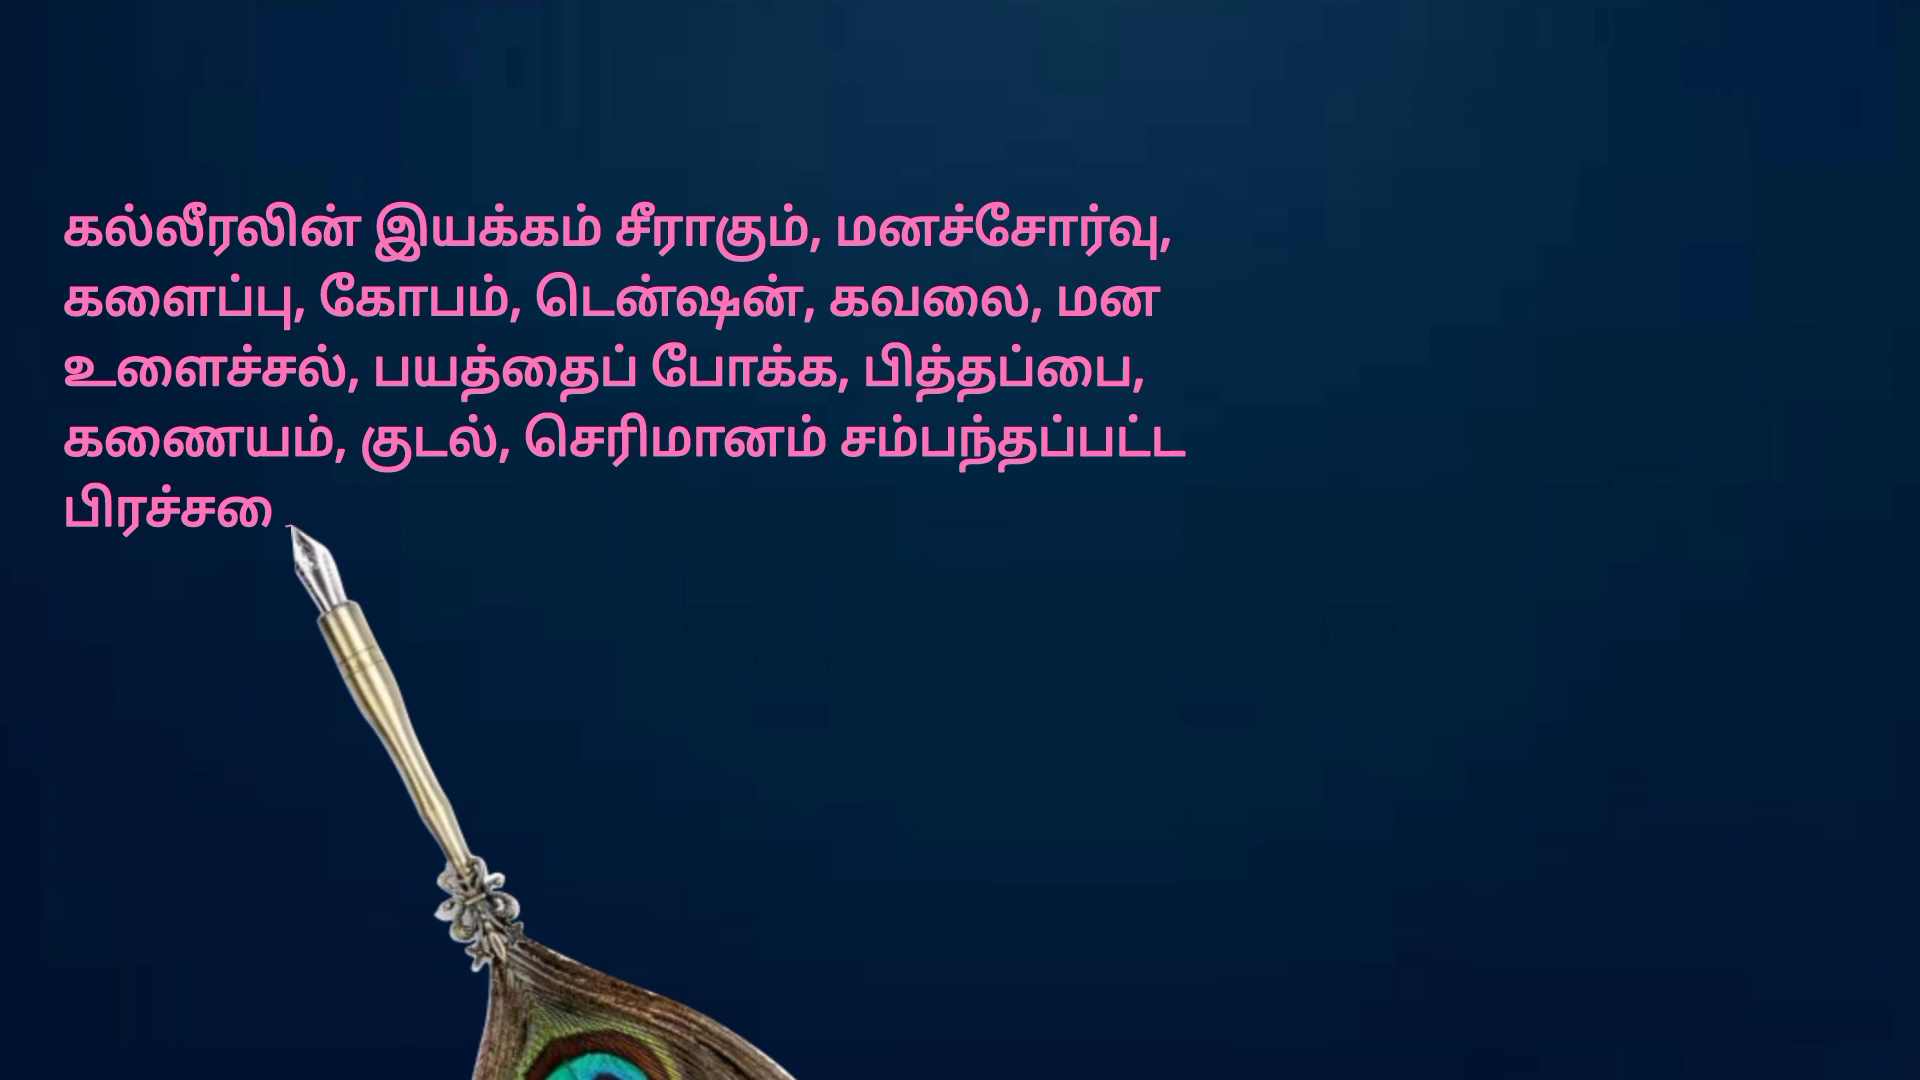 கல்லீரலின் இயக்கம் சீராகும், மனச்சோர்வு,
களைப்பு, கோபம், டென்ஷன், கவலை, மன
உளைச்சல், பயத்தைப் போக்க, பித்தப்பை,
கணையம், குடல், செரிமானம் சம்பந்தப்பட்ட